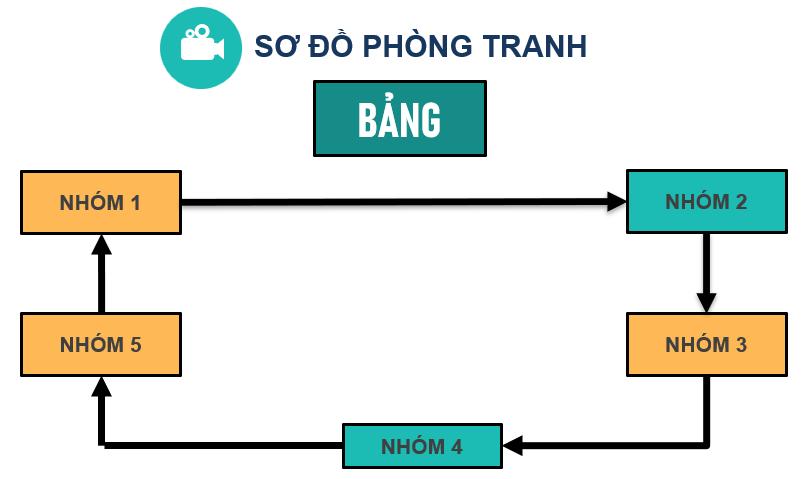 SƠ ĐỒ PHÒNG TRANH
BẢNG
NHÓM 1
NHÓM 2
NHÓM 5
NHÓM 3
NHÓM 4